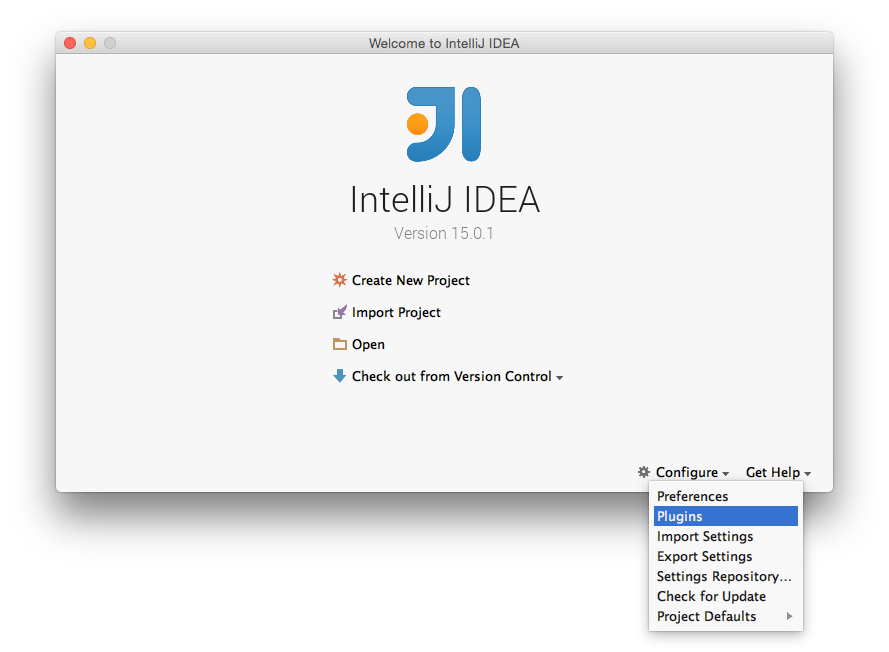 Welcome to IntelliJ IDEA
IntelliJ IDEA
Version 15.0.1
Create New Project
Import Project
Open
Check out from Version Control
Configure Get Help
Preferences
Plugins
Import Settings
Export Settings
Settings Repository...
Check for Update
Project Defaults